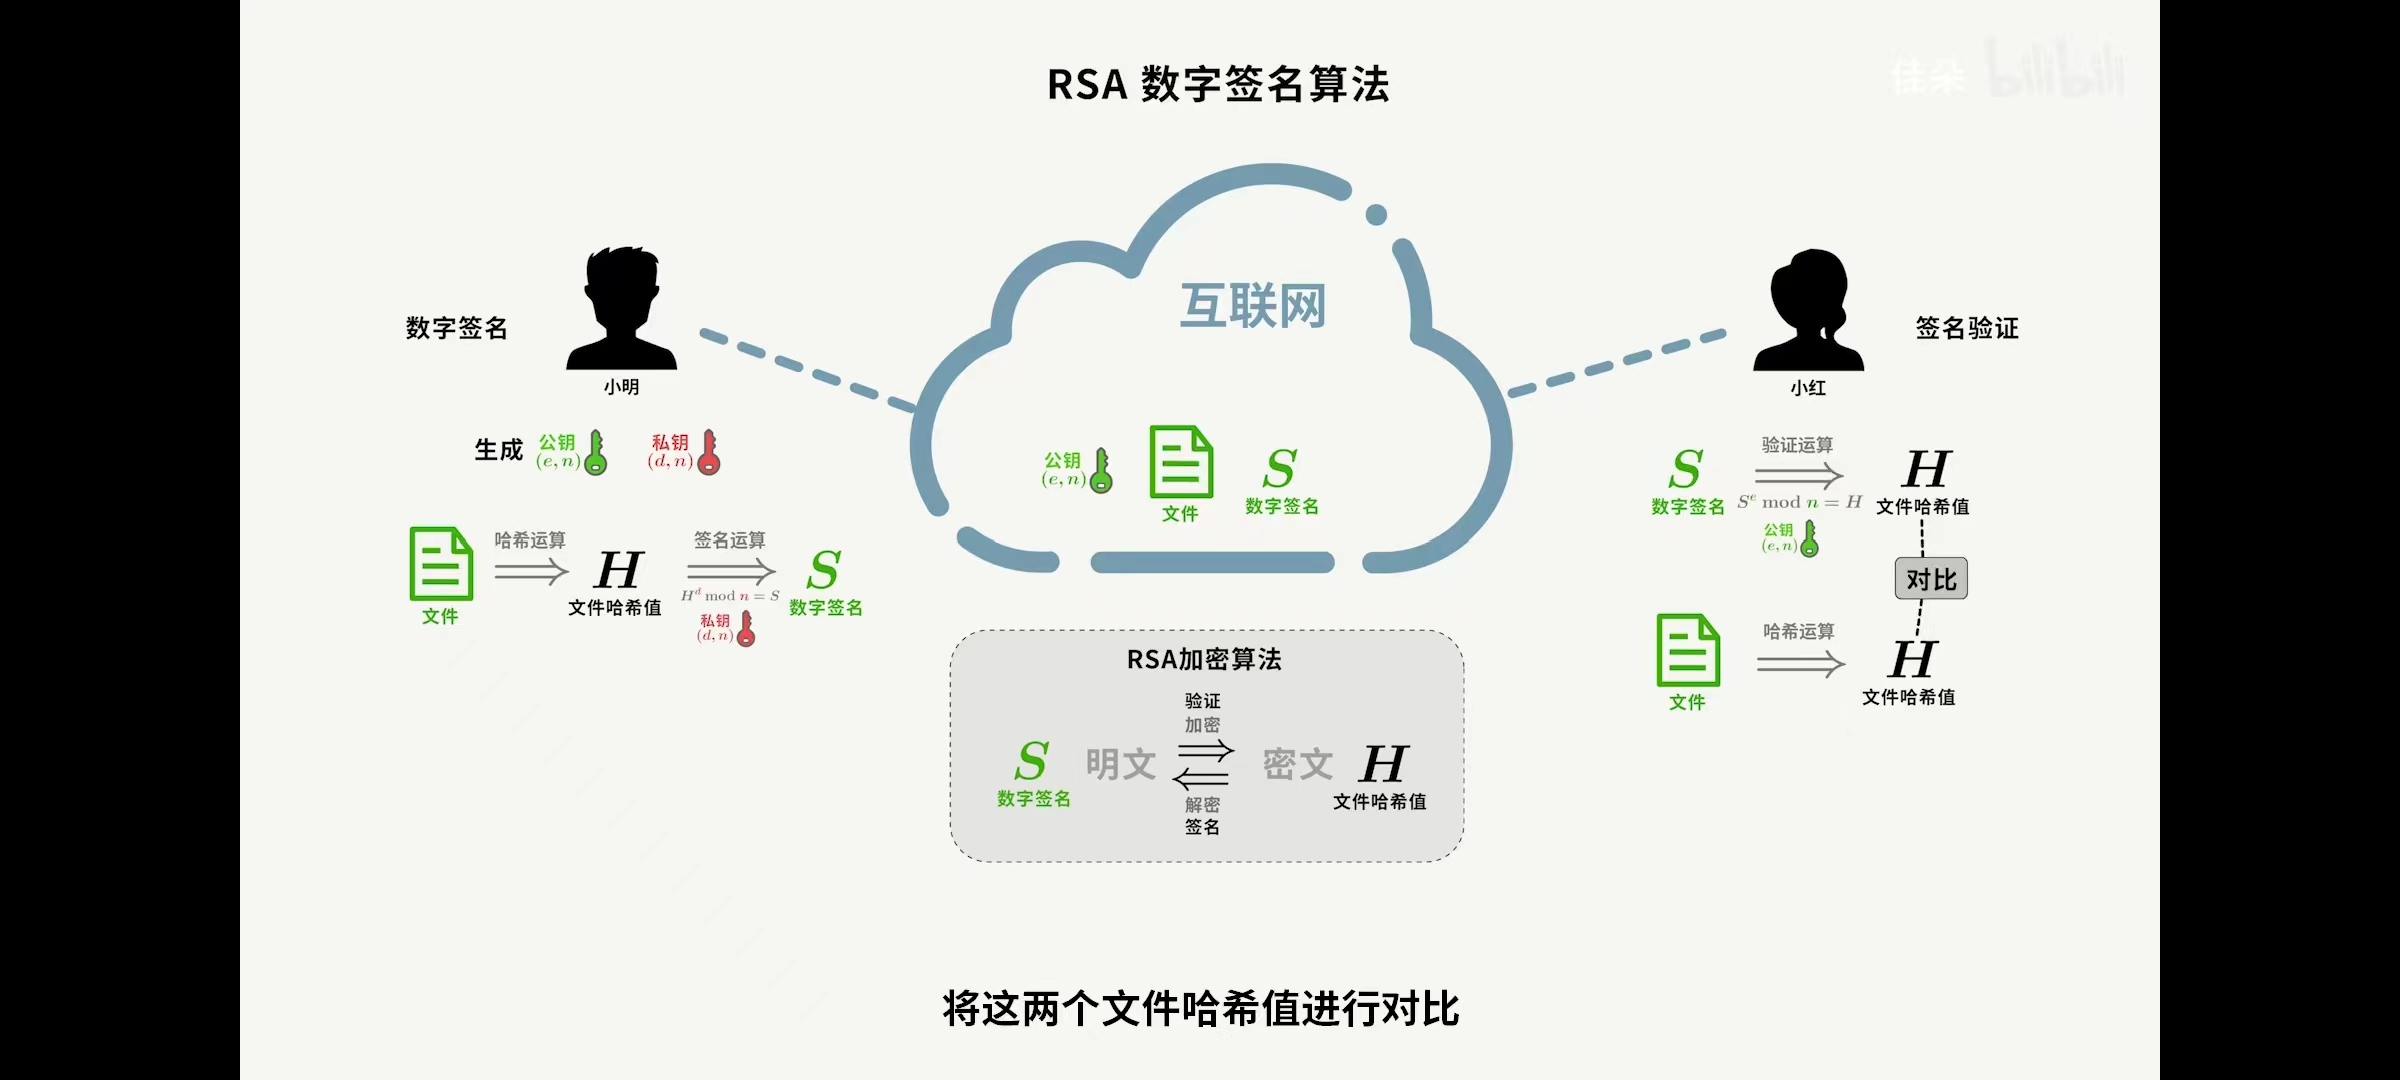 RSA 数字签名算法
佳朵 bilibili
互联网
数字签名
小明
生成 公钥 (e, n) 私钥 (d, n)
文件
哈希运算
H
文件哈希值
签名运算
H^d mod n = S
私钥
(d, n)
S
数字签名
公钥
(e, n)
文件
S
数字签名
小红
签名验证
S
数字签名
验证运算
S^e mod n = H
公钥
(e, n)
H
文件哈希值
对比
文件
哈希运算
H
文件哈希值
RSA加密算法
验证
加密
S
数字签名
明文
密文
H
文件哈希值
解密
签名
将这两个文件哈希值进行对比